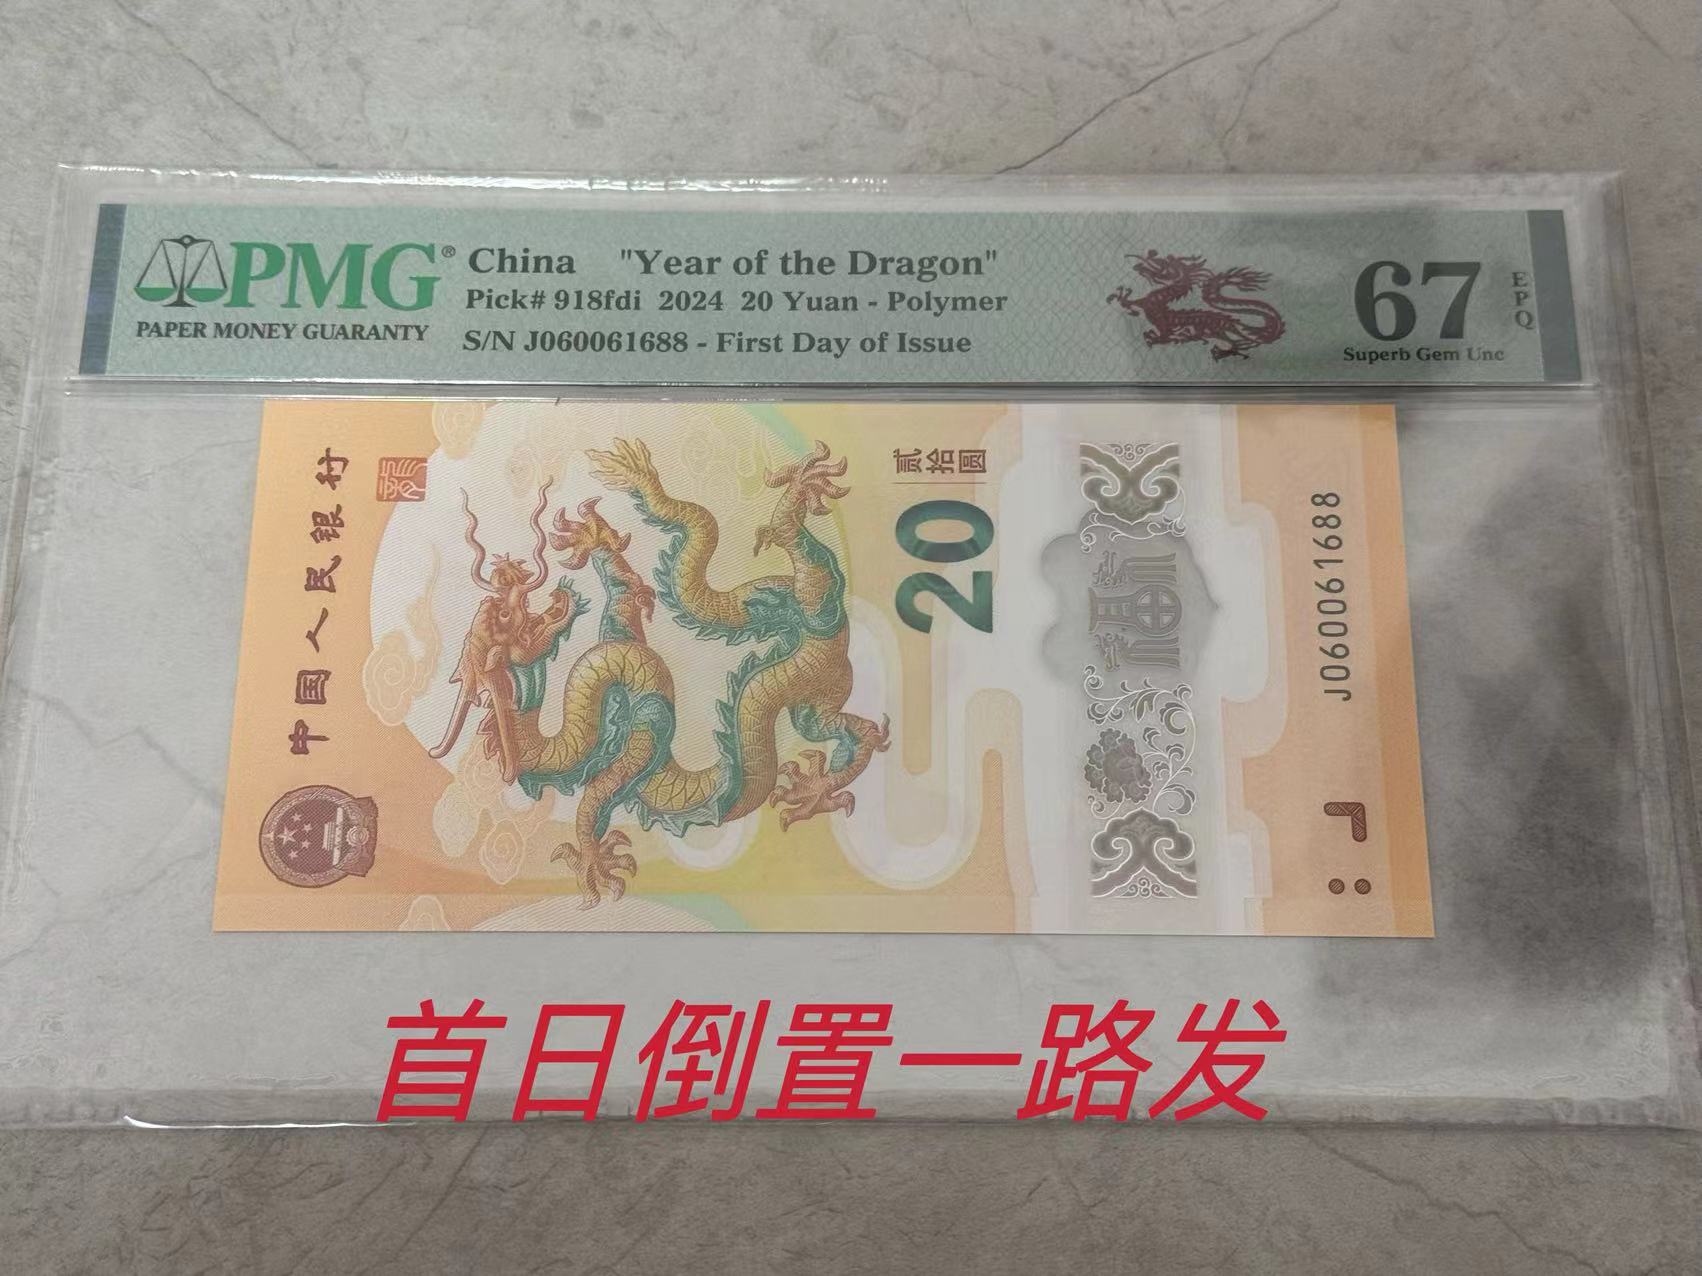 PMG®
PAPER MONEY GUARANTY
China "Year of the Dragon"
Pick# 918fdi 2024 20 Yuan - Polymer
S/N J060061688 - First Day of Issue
67
EPQ
Superb Gem Unc
中国人民银行
贰拾圆
20
福
J060061688
首日倒置一路发